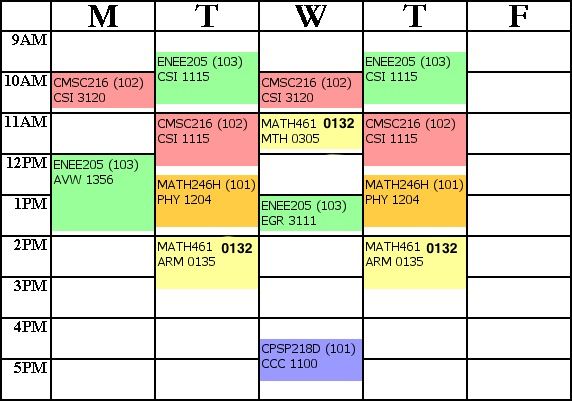 M T W T F
9AM
ENEE205 (103) ENEE205 (103)
CSI 1115 CSI 1115
10AM CMSC216 (102) CMSC216 (102)
CSI 3120 CSI 3120
11AM CMSC216 (102) MATH461 0132 CMSC216 (102)
CSI 1115 MTH 0305 CSI 1115
12PM ENEE205 (103)
AVW 1356
MATH246H (101) MATH246H (101)
PHY 1204 PHY 1204
1PM ENEE205 (103)
EGR 3111
2PM MATH461 0132 MATH461 0132
ARM 0135 ARM 0135
3PM
4PM
CPSP218D (101)
CCC 1100
5PM